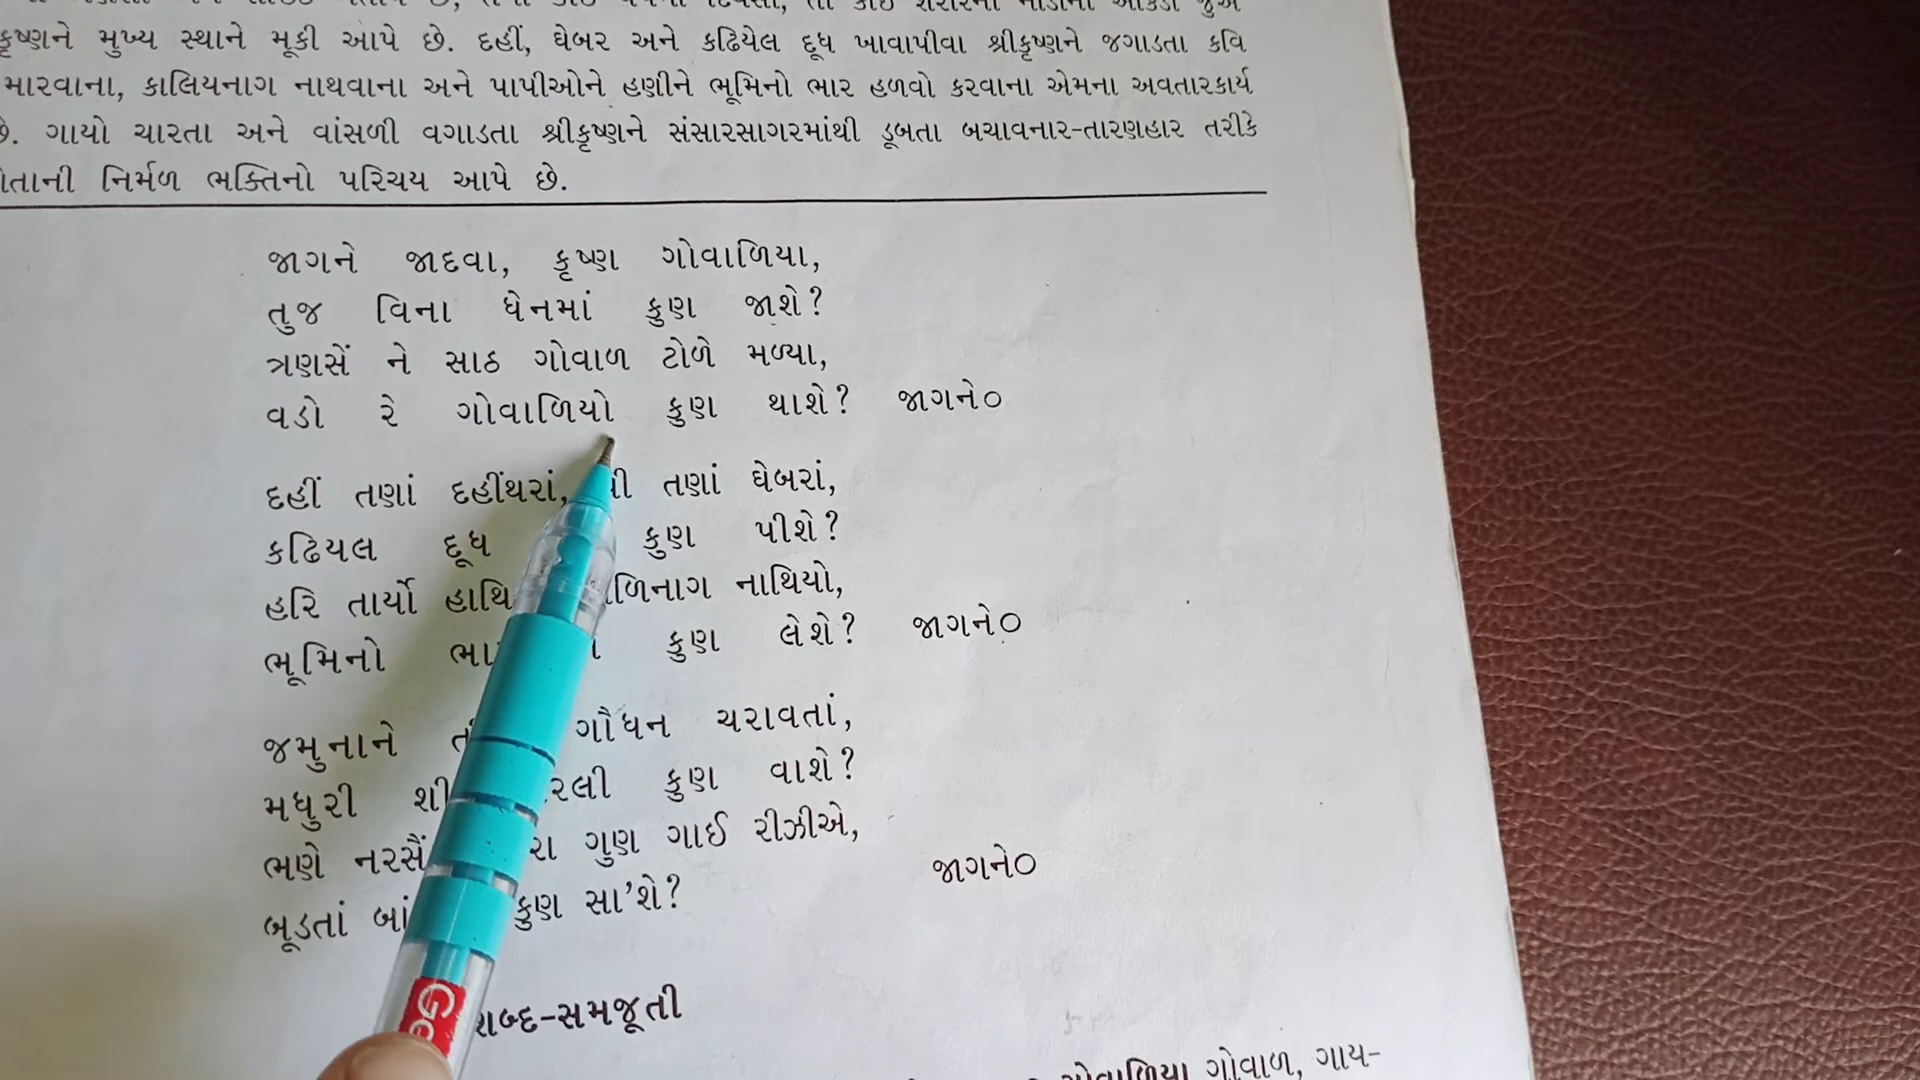 કૃષ્ણને મુખ્ય સ્થાને મૂકી આપે છે. દહીં, ઘેબર અને કઢિયેલ દૂધ ખાવાપીવા શ્રીકૃષ્ણને જગાડતા કવિ
મારવાના, કાલિયનાગ નાથવાના અને પાપીઓને હણીને ભૂમિનો ભાર હળવો કરવાના એમના અવતારકાર્ય
છે. ગાયો ચારતા અને વાંસળી વગાડતા શ્રીકૃષ્ણને સંસારસાગરમાંથી ડૂબતા બચાવનાર-તારણહાર તરીકે
નિર્મળ ભક્તિનો પરિચય આપે છે.
જાગને જાદવા, કૃષ્ણ ગોવાળિયા,
તુજ વિના ધેનમાં કુણ જાશે?
ત્રણસેં ને સાઠ ગોવાળ ટોળે મળ્યા,
વડો રે ગોવાળિયો કુણ થાશે? જાગને૦
દહીં તણાં દહીંથરાં, તણાં ઘેબરાં,
કઢિયલ દૂધ કુણ પીશે?
હરિ તાર્યો નાથિયો,
ભૂમિનો કુણ લેશે? જાગને૦
જમુનાને ગૌધન ચરાવતાં,
મધુરી શી કુણ વાશે?
ભણે ગુણ ગાઈ રીઝીએ,
બૂડતાં કુણ સા'શે? જાગને૦
શબ્દ-સમજૂતી
ગોવાળિયા ગોવાળ, ગાય-